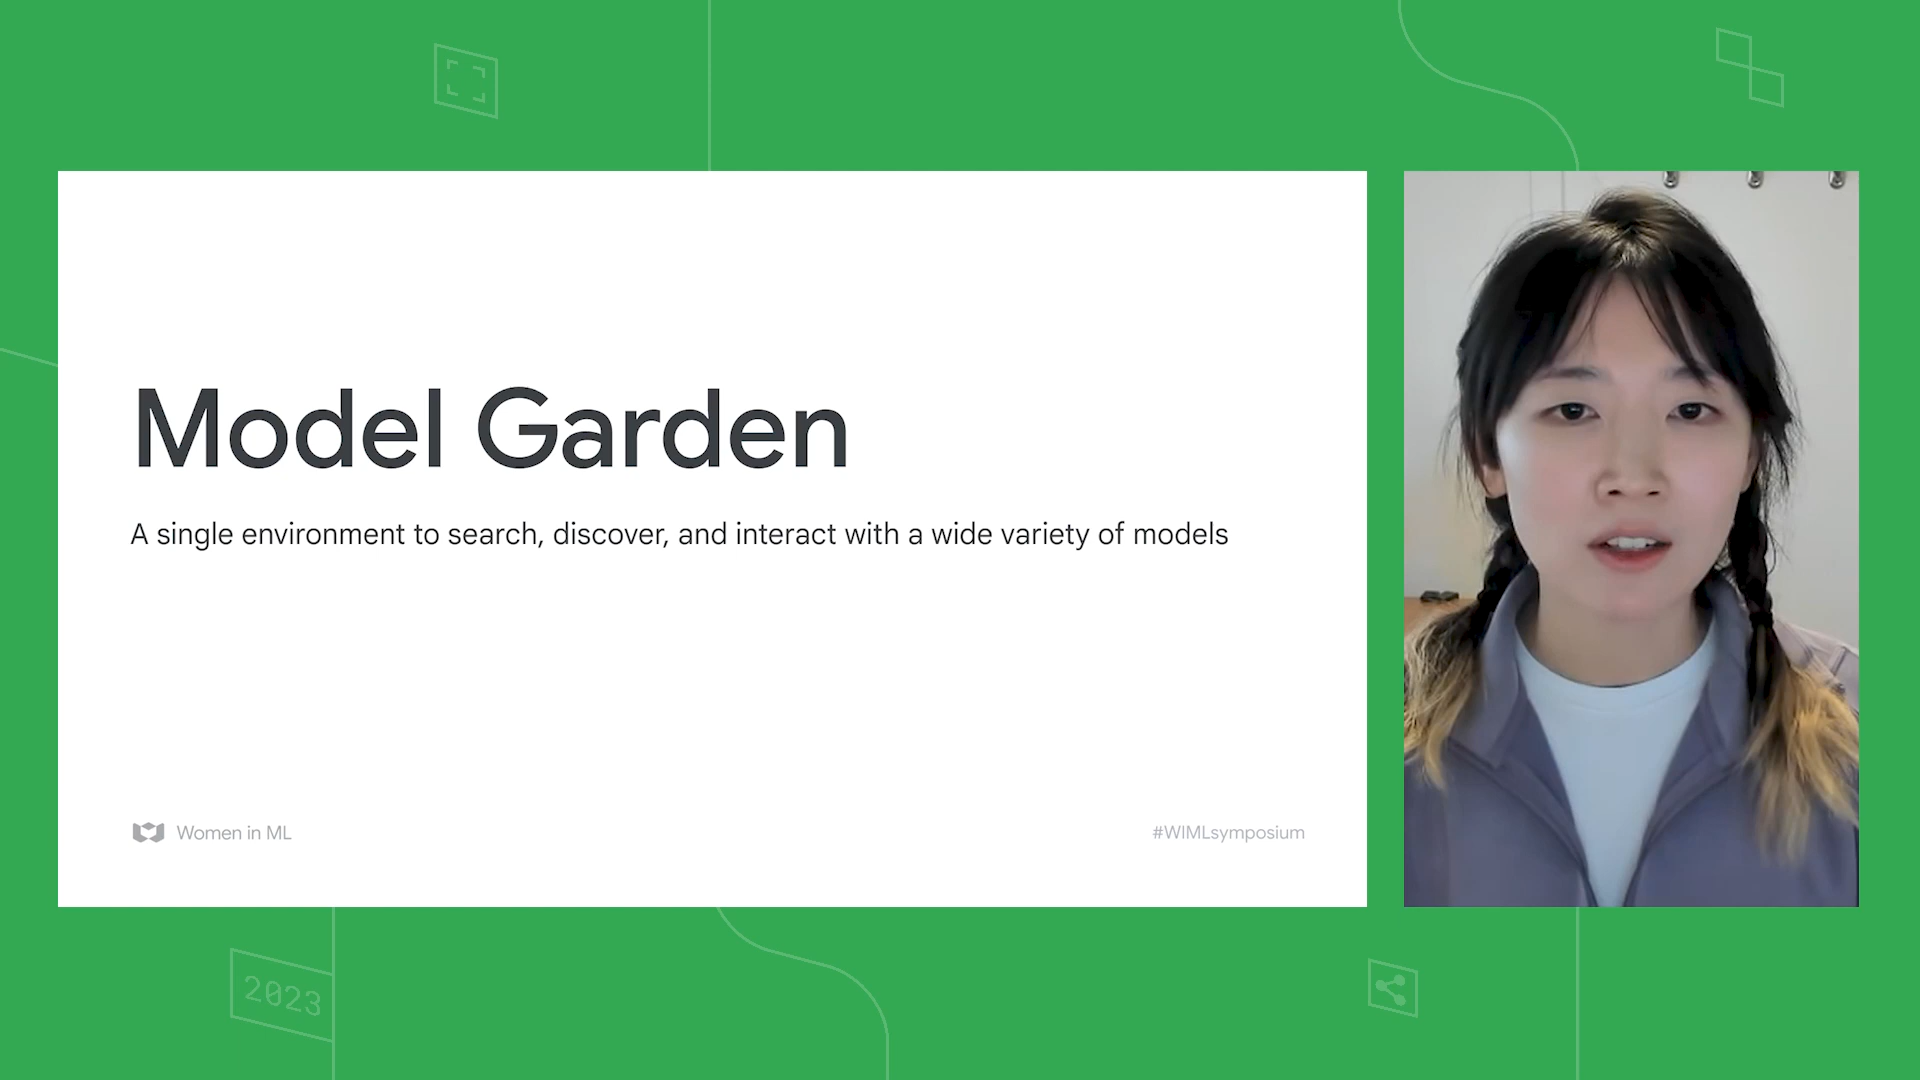 Model Garden
A single environment to search, discover, and interact with a wide variety of models
Women in ML
#WIMLsymposium
2023